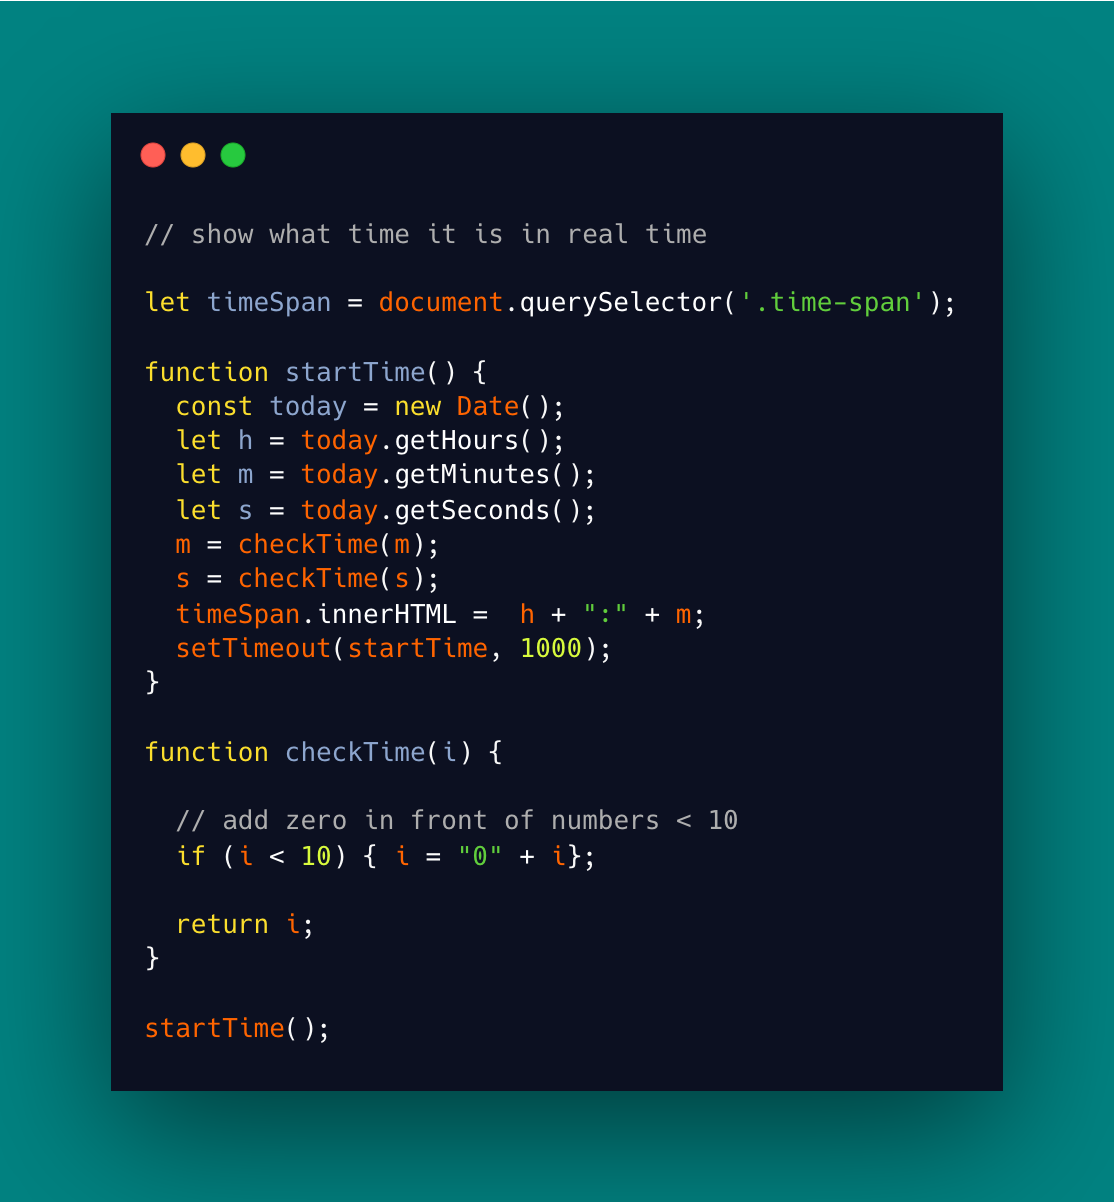 // show what time it is in real time
let timeSpan = document.querySelector('.time-span');
function startTime() {
  const today = new Date();
  let h = today.getHours();
  let m = today.getMinutes();
  let s = today.getSeconds();
  m = checkTime(m);
  s = checkTime(s);
  timeSpan.innerHTML =  h + ":" + m;
  setTimeout(startTime, 1000);
}
function checkTime(i) {
  // add zero in front of numbers < 10
  if (i < 10) { i = "0" + i};
  return i;
}
startTime();